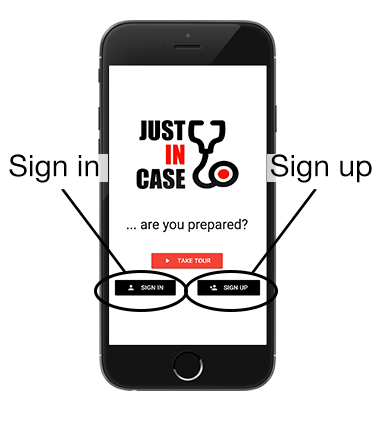 JUST
IN
CASE
Sign in
Sign up
... are you prepared?
TAKE TOUR
SIGN IN
SIGN UP